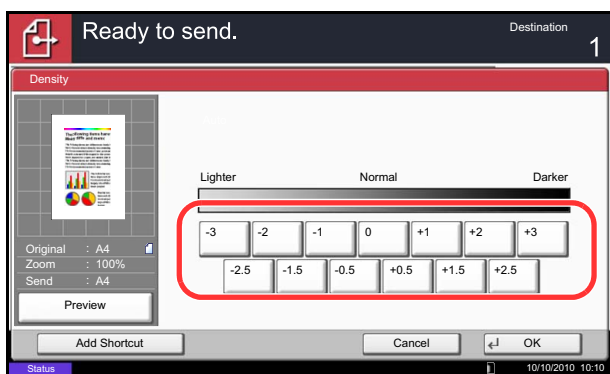 Ready to send.
Destination
1
Density
Lighter Normal Darker
-3 -2 -1 0 +1 +2 +3
-2.5 -1.5 -0.5 +0.5 +1.5 +2.5
Original : A4
Zoom : 100%
Send : A4
Preview
Add Shortcut Cancel OK
Status 10/10/2010 10:10